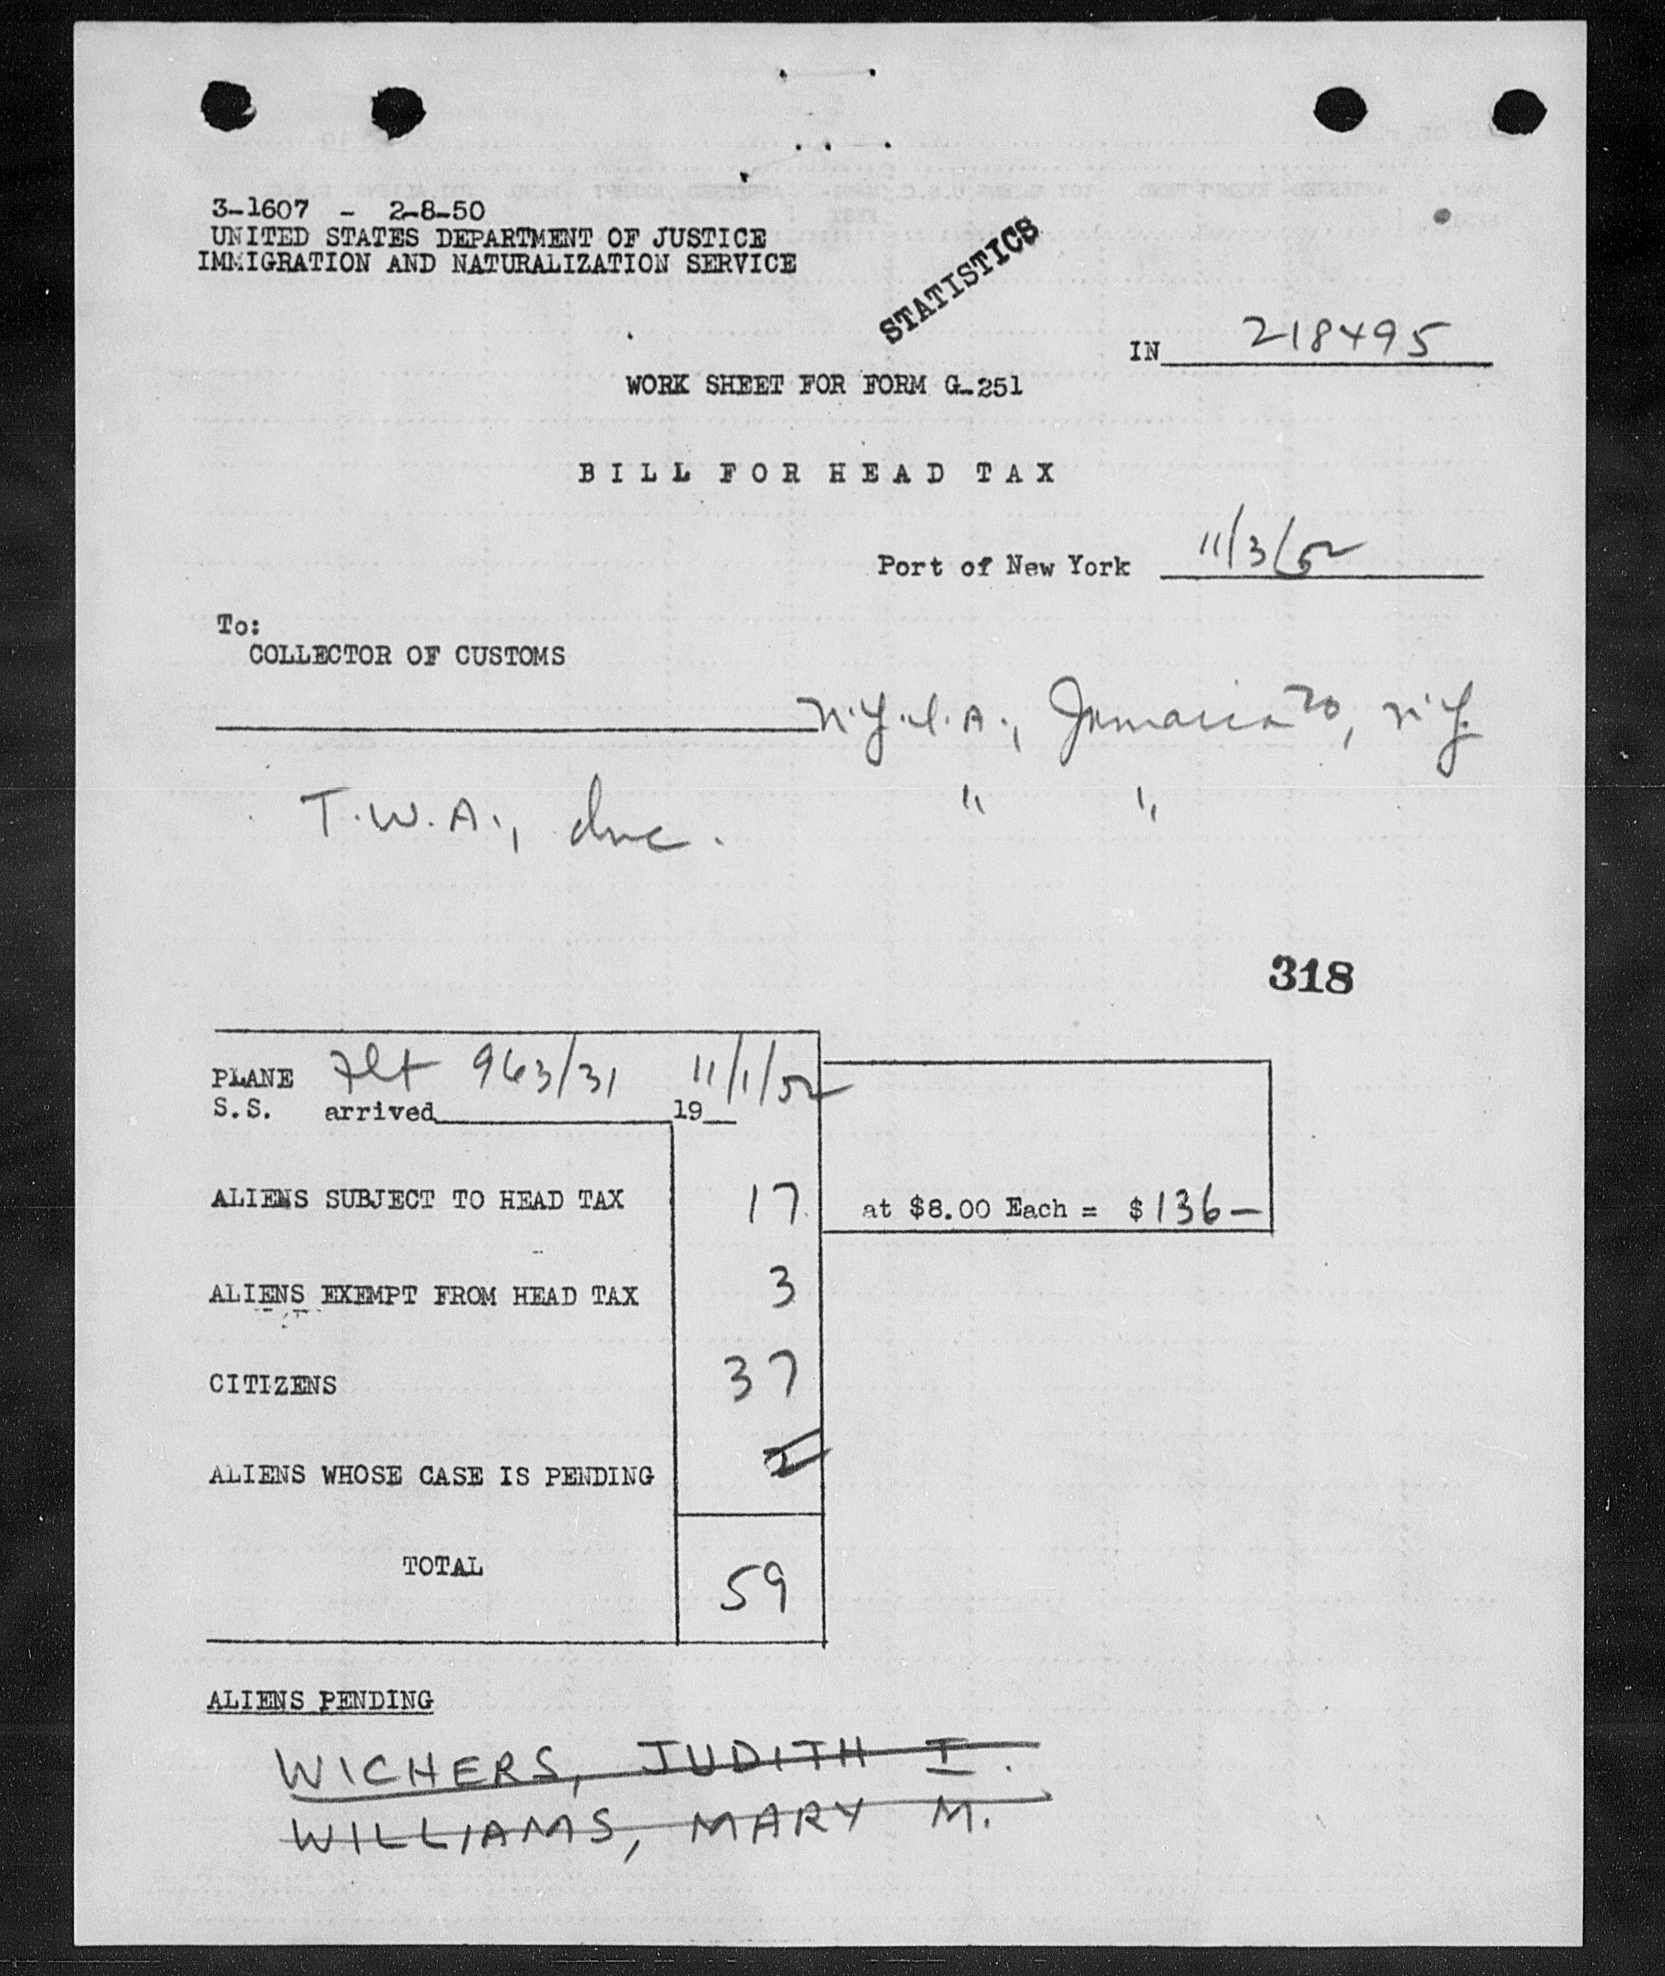 3-1607 - 2-8-50
UNITED STATES DEPARTMENT OF JUSTICE
IMMIGRATION AND NATURALIZATION SERVICE
STATISTICS
IN 218495
WORK SHEET FOR FORM G-251
BILL FOR HEAD TAX
Port of New York 11/3/52
To:
COLLECTOR OF CUSTOMS
N.Y.I.A., Jamaica 30, N.Y.
T.W.A., Inc. " "
318
PLANE Flt 963/31 11/1/52
S.S. arrived 19
ALIENS SUBJECT TO HEAD TAX 17 at $8.00 Each = $136—
ALIENS EXEMPT FROM HEAD TAX 3
CITIZENS 37
ALIENS WHOSE CASE IS PENDING 2
TOTAL 59
ALIENS PENDING
WICHERS, JUDITH I.
WILLIAMS, MARY M.